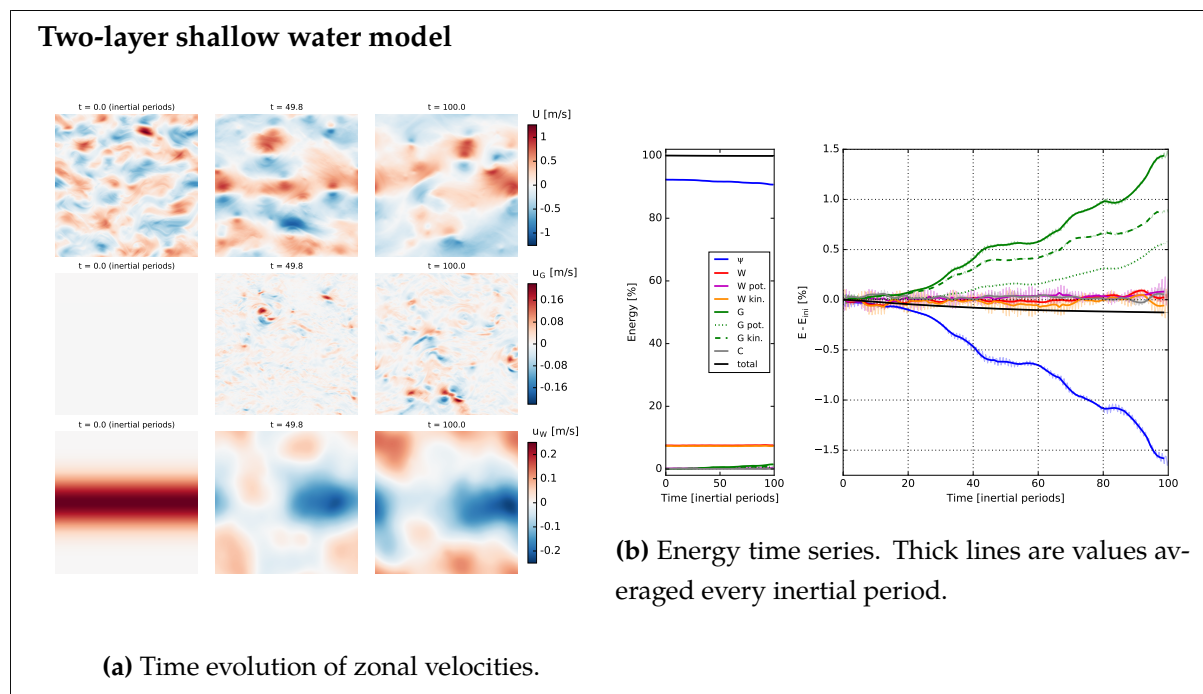 Two-layer shallow water model
t = 0.0 (inertial periods)
t = 49.8
t = 100.0
U [m/s]
1
0.5
0
-0.5
-1
t = 0.0 (inertial periods)
49.8
100.0
u_G [m/s]
0.16
0.08
0
-0.08
-0.16
t = 0.0 (inertial periods)
49.8
100.0
u_W [m/s]
0.2
0.1
0
-0.1
-0.2
(a) Time evolution of zonal velocities.
100
80
60
40
20
0
Energy [%]
0
50
100
Time [inertial periods]
Ψ
W
W pot.
W kin.
G
G pot.
G kin.
C
total
1.5
1.0
0.5
0.0
−0.5
−1.0
−1.5
E - E_ini [%]
0
20
40
60
80
100
Time [inertial periods]
(b) Energy time series. Thick lines are values av-
eraged every inertial period.